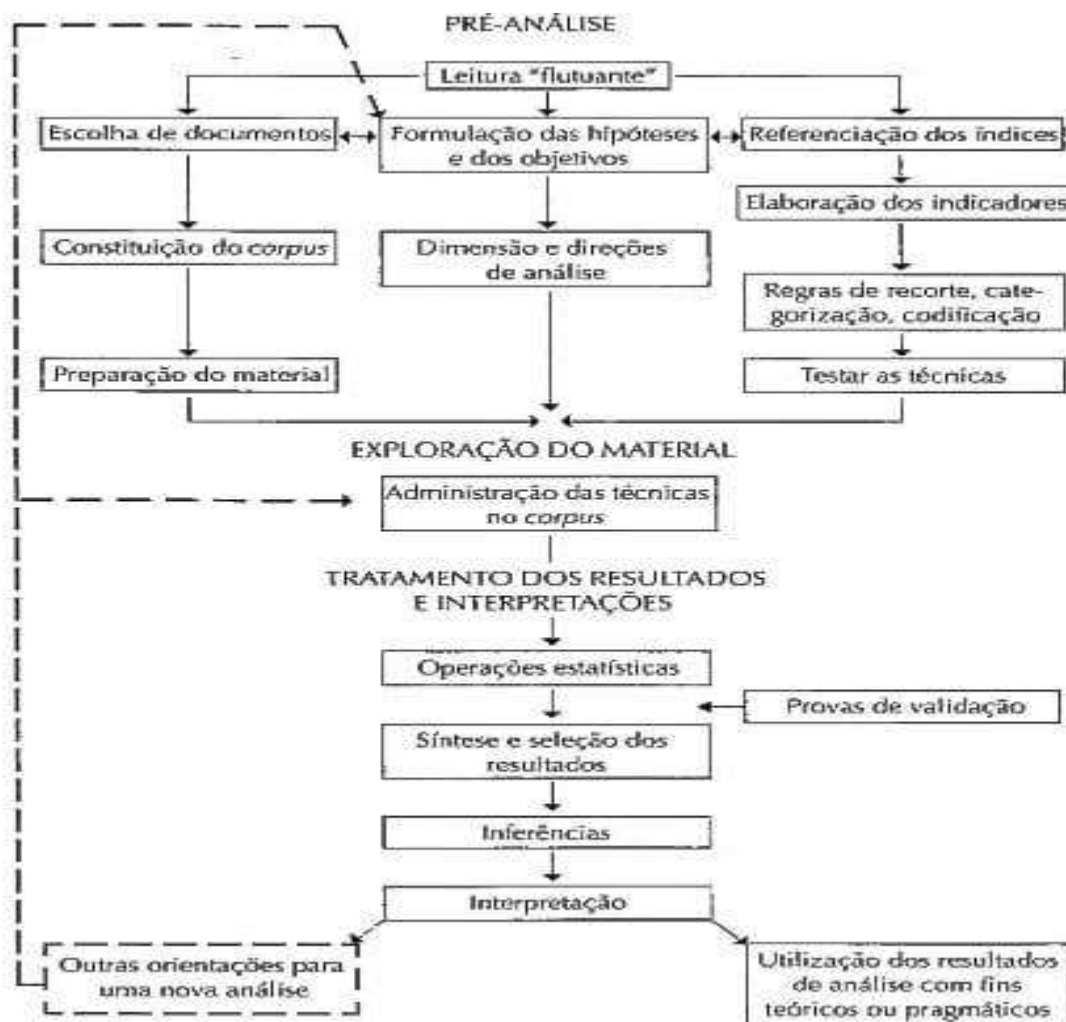 PRÉ-ANÁLISE
Leitura "flutuante"
Escolha de documentos
Formulação das hipóteses
e dos objetivos
Referenciação dos índices
Elaboração dos indicadores
Constituição do corpus
Dimensão e direções
de análise
Regras de recorte, cate-
gorização, codificação
Preparação do material
Testar as técnicas
EXPLORAÇÃO DO MATERIAL
Administração das técnicas
no corpus
TRATAMENTO DOS RESULTADOS
E INTERPRETAÇÕES
Operações estatísticas
Provas de validação
Síntese e seleção dos
resultados
Inferências
Interpretação
Outras orientações para
uma nova análise
Utilização dos resultados
de análise com fins
teóricos ou pragmáticos